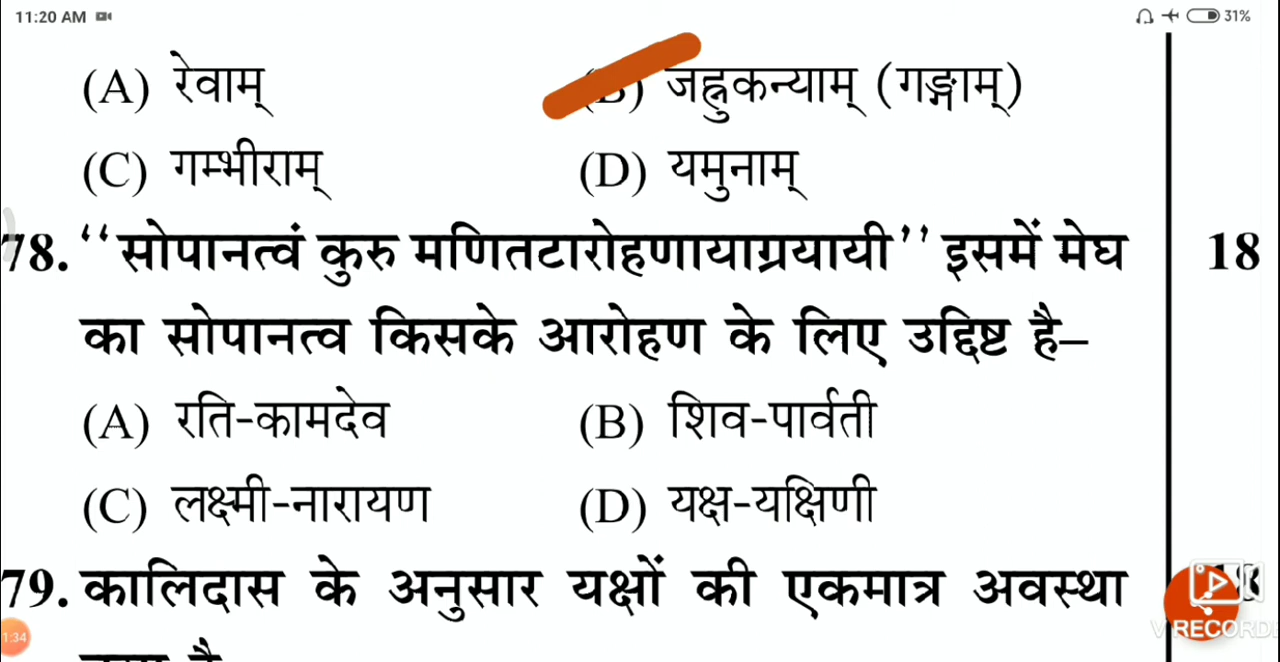 11:20 AM 31%
(A) रेवाम् जह्नुकन्याम् (गङ्गाम्)
(C) गम्भीराम् (D) यमुनाम्
78. ‘‘सोपानत्वं कुरु मणितटारोहणायाग्रयायी’’ इसमें मेघ 18
का सोपानत्व किसके आरोहण के लिए उद्दिष्ट है–
(A) रति-कामदेव (B) शिव-पार्वती
(C) लक्ष्मी-नारायण (D) यक्ष-यक्षिणी
79. कालिदास के अनुसार यक्षों की एकमात्र अवस्था
1:34
V RECORDE